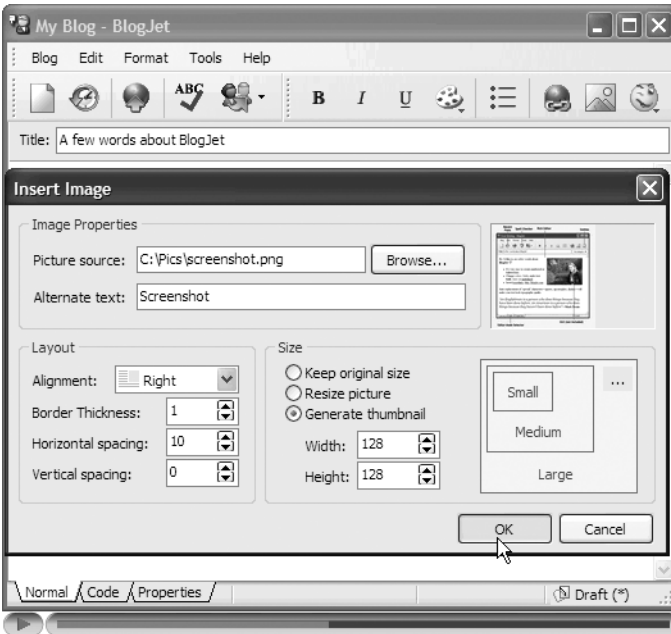 My Blog - BlogJet
Blog Edit Format Tools Help
ABC B I U
Title: A few words about BlogJet
Insert Image
Image Properties
Picture source: C:\Pics\screenshot.png Browse...
Alternate text: Screenshot
Layout
Alignment: Right
Border Thickness: 1
Horizontal spacing: 10
Vertical spacing: 0
Size
Keep original size
Resize picture
Generate thumbnail
Width: 128
Height: 128
Small
Medium
Large
...
OK Cancel
Normal Code Properties Draft (*)